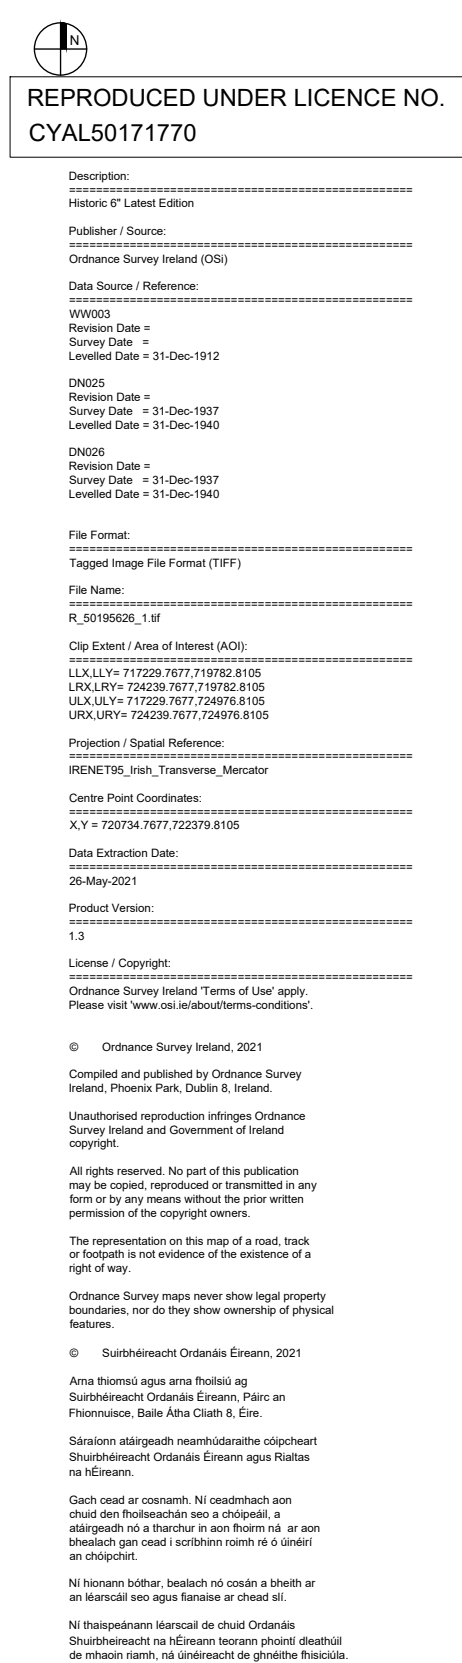 N
REPRODUCED UNDER LICENCE NO.
CYAL50171770
Description:
===================================================
Historic 6" Latest Edition
Publisher / Source:
===================================================
Ordnance Survey Ireland (OSi)
Data Source / Reference:
===================================================
WW003
Revision Date =
Survey Date =
Levelled Date = 31-Dec-1912
DN025
Revision Date =
Survey Date = 31-Dec-1937
Levelled Date = 31-Dec-1940
DN026
Revision Date =
Survey Date = 31-Dec-1937
Levelled Date = 31-Dec-1940
File Format:
===================================================
Tagged Image File Format (TIFF)
File Name:
===================================================
R_50195626_1.tif
Clip Extent / Area of Interest (AOI):
===================================================
LLX,LLY= 717229.7677,719782.8105
LRX,LRY= 724239.7677,719782.8105
ULX,ULY= 717229.7677,724976.8105
URX,URY= 724239.7677,724976.8105
Projection / Spatial Reference:
===================================================
IRENET95_Irish_Transverse_Mercator
Centre Point Coordinates:
===================================================
X,Y = 720734.7677,722379.8105
Data Extraction Date:
===================================================
26-May-2021
Product Version:
===================================================
1.3
License / Copyright:
===================================================
Ordnance Survey Ireland 'Terms of Use' apply.
Please visit 'www.osi.ie/about/terms-conditions'.
© Ordnance Survey Ireland, 2021
Compiled and published by Ordnance Survey
Ireland, Phoenix Park, Dublin 8, Ireland.
Unauthorised reproduction infringes Ordnance
Survey Ireland and Government of Ireland
copyright.
All rights reserved. No part of this publication
may be copied, reproduced or transmitted in any
form or by any means without the prior written
permission of the copyright owners.
The representation on this map of a road, track
or footpath is not evidence of the existence of a
right of way.
Ordnance Survey maps never show legal property
boundaries, nor do they show ownership of physical
features.
© Suirbhéireacht Ordanáis Éireann, 2021
Arna thiomsú agus arna fhoilsiú ag
Suirbhéireacht Ordanáis Éireann, Páirc an
Fhionnuisce, Baile Átha Cliath 8, Éire.
Sáraíonn atáirgeadh neamhúdaraithe cóipcheart
Shuirbhéireacht Ordanáis Éireann agus Rialtas
na hÉireann.
Gach cead ar cosnamh. Ní ceadmhach aon
chuid den fhoilseachán seo a chóipeáil, a
atáirgeadh nó a tharchur in aon fhoirm ná ar aon
bhealach gan cead i scríbhinn roimh ré ó úinéirí
an chóipchirt.
Ní hionann bóthar, bealach nó cosán a bheith ar
an léarscáil seo agus fianaise ar chead slí.
Ní thaispeánann léarscail de chuid Ordanáis
Shuirbheireacht na hÉireann teorann phointí dleathúil
de mhaoin riamh, ná úinéireacht de ghnéithe fhisiciúla.